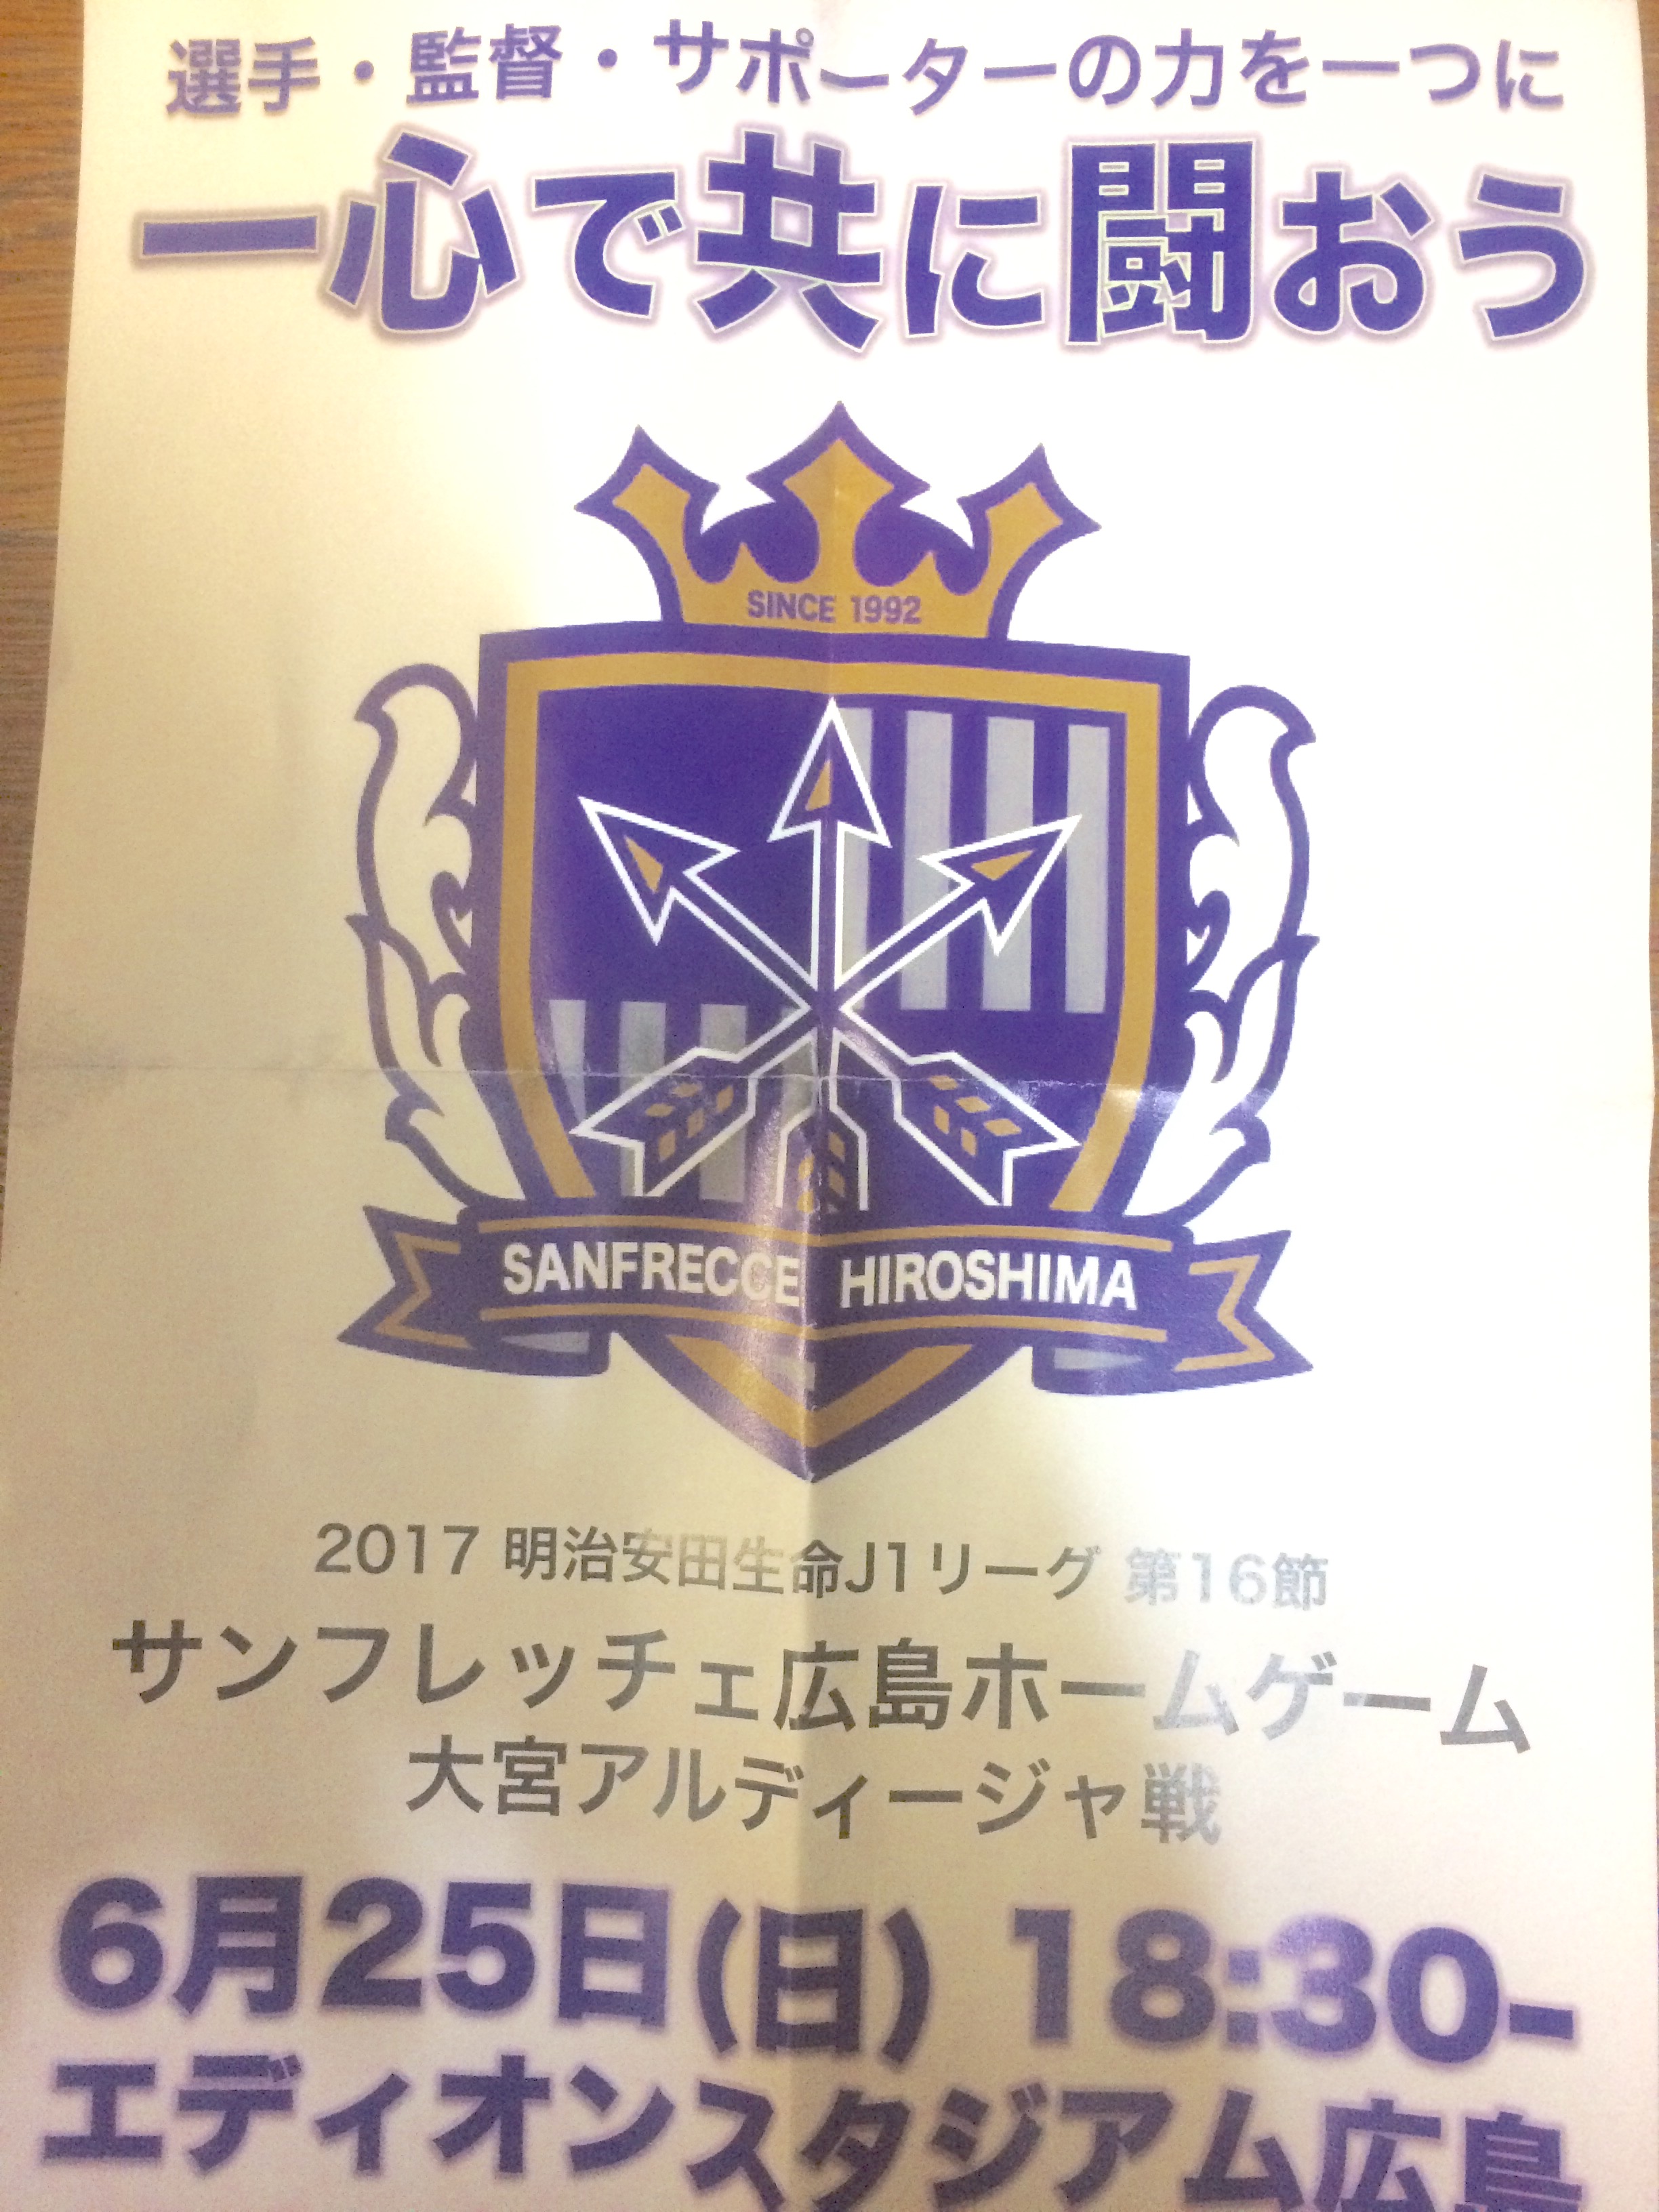 選手・監督・サポーターの力を一つに
一心で共に闘おう
SINCE 1992
SANFRECCE HIROSHIMA
2017 明治安田生命J1リーグ 第16節
サンフレッチェ広島ホームゲーム
大宮アルディージャ戦
6月25日(日) 18:30-
エディオンスタジアム広島